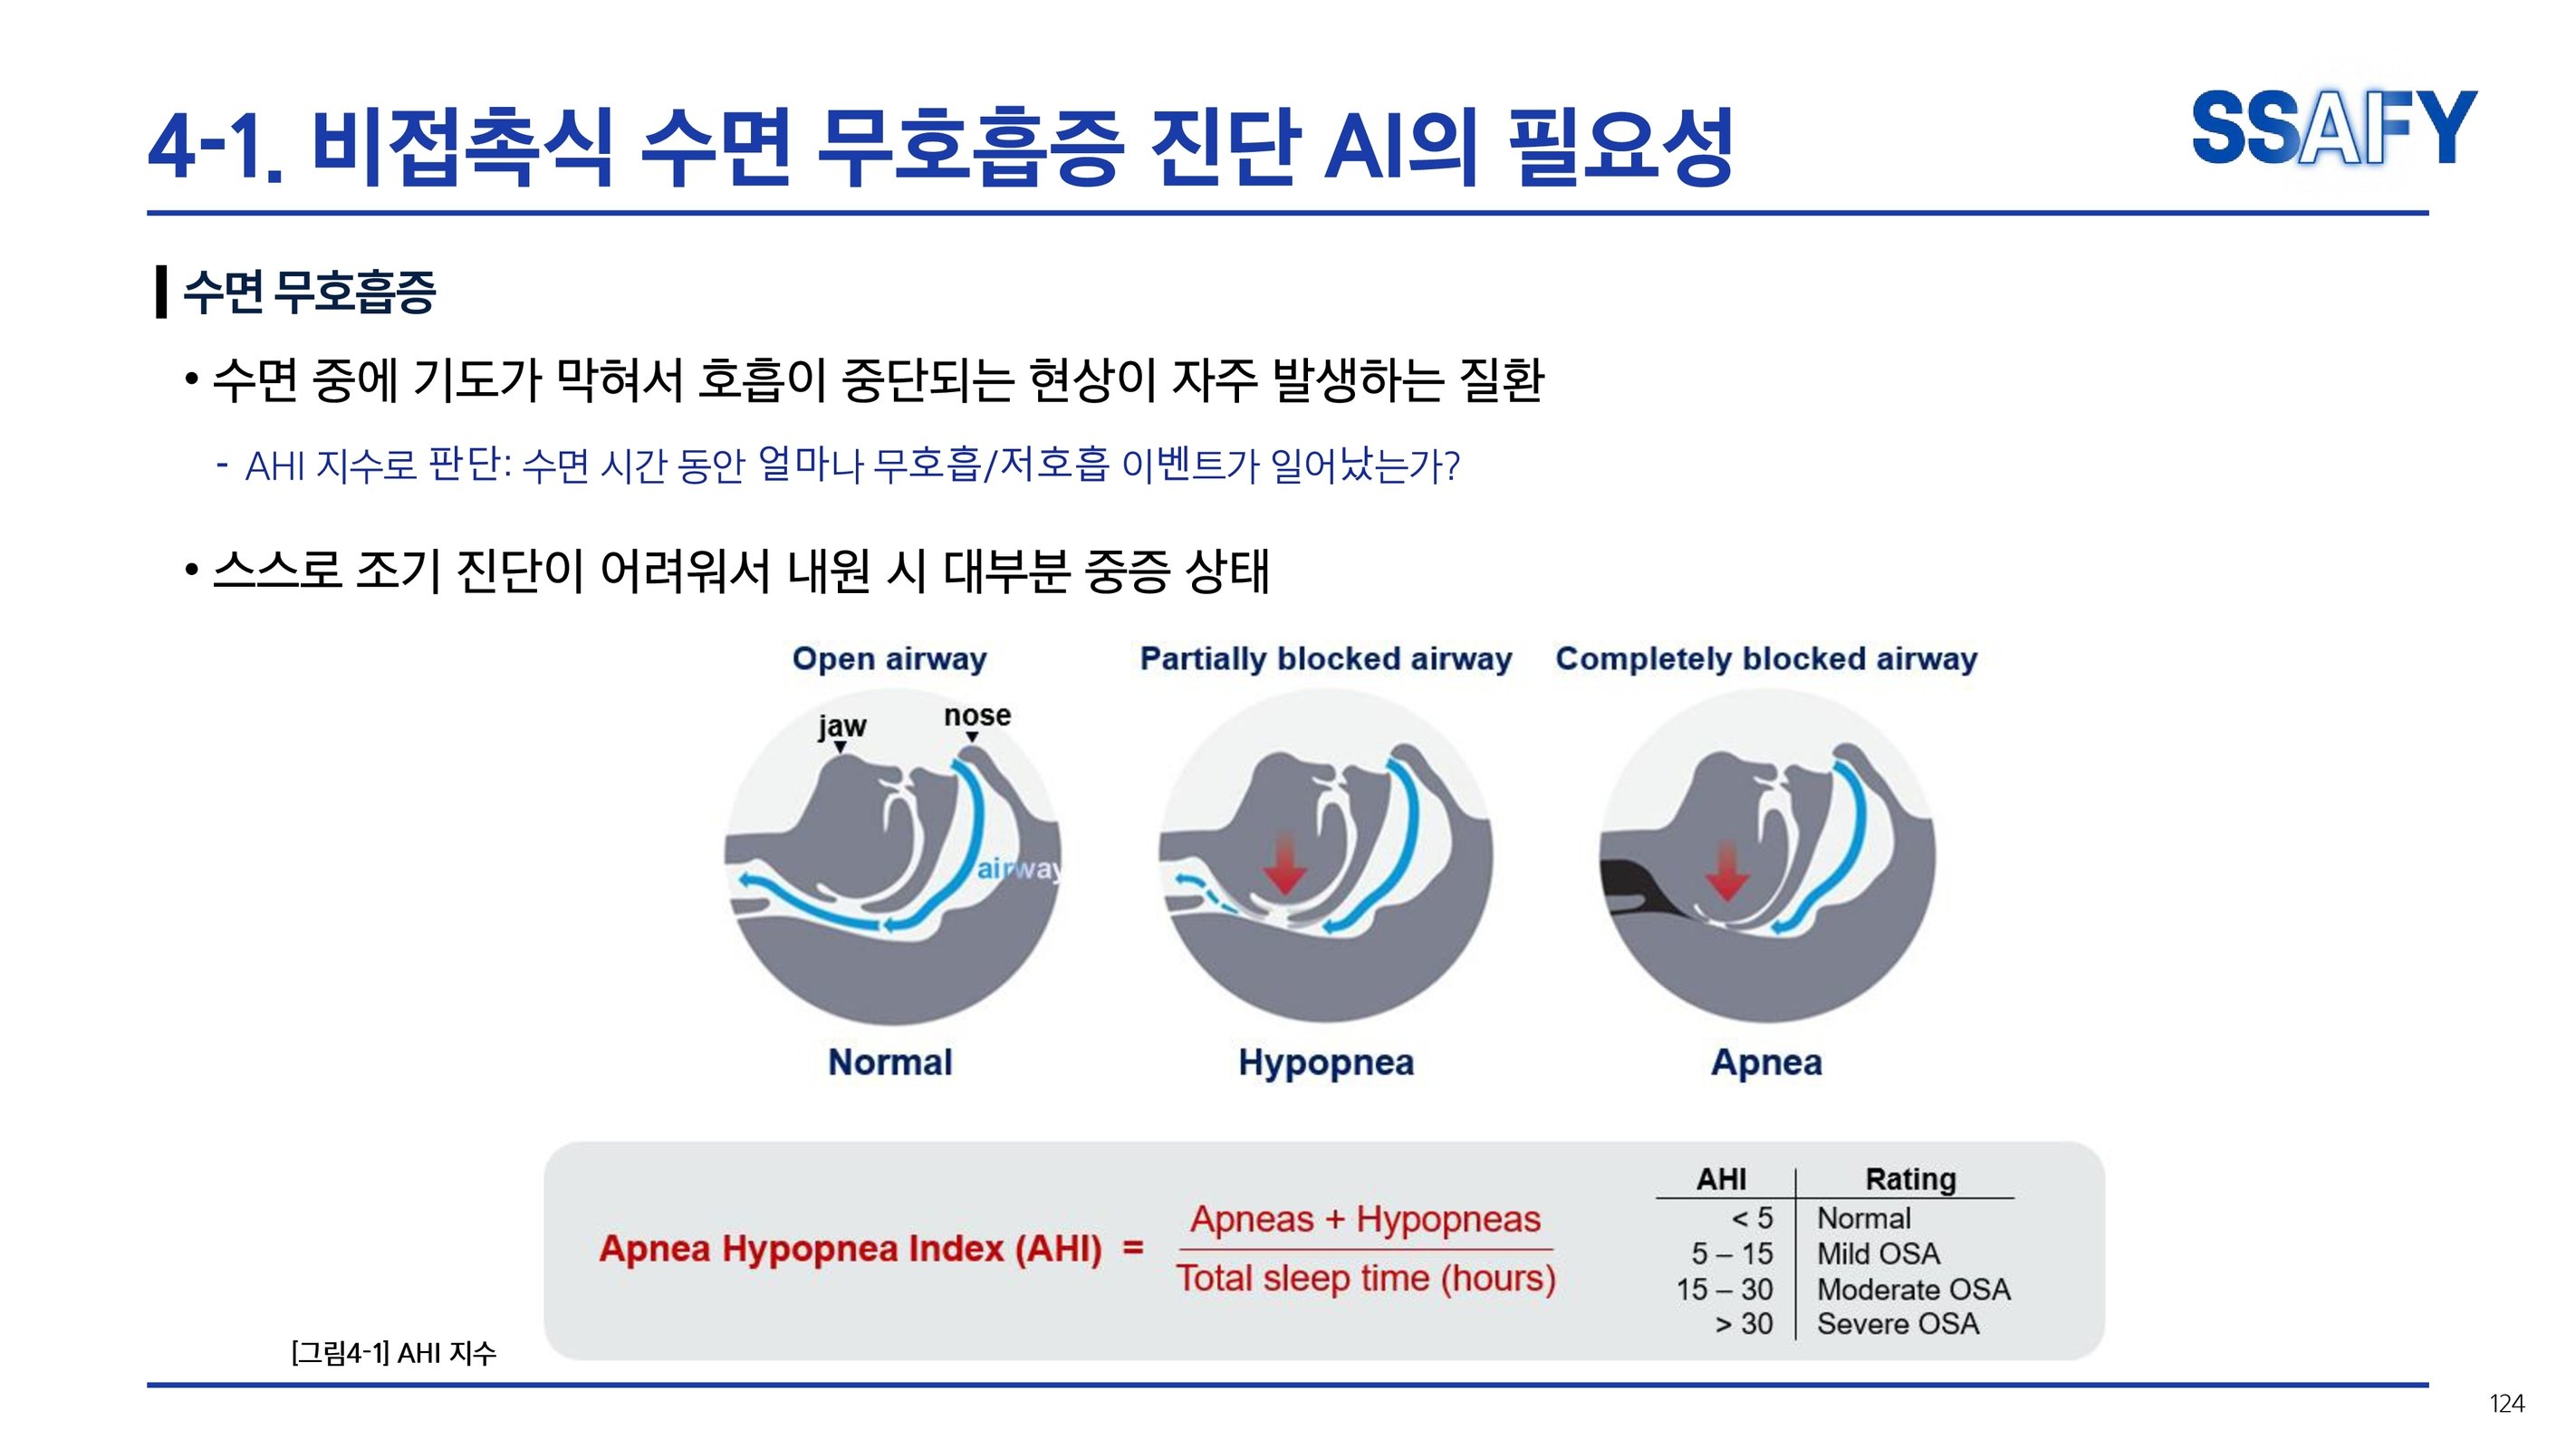 4-1. 비접촉식 수면 무호흡증 진단 AI의 필요성
SSAFY
수면 무호흡증
• 수면 중에 기도가 막혀서 호흡이 중단되는 현상이 자주 발생하는 질환
- AHI 지수로 판단: 수면 시간 동안 얼마나 무호흡/저호흡 이벤트가 일어났는가?
• 스스로 조기 진단이 어려워서 내원 시 대부분 중증 상태
Open airway
Partially blocked airway
Completely blocked airway
jaw
nose
airway
Normal
Hypopnea
Apnea
Apnea Hypopnea Index (AHI) =
Apneas + Hypopneas
Total sleep time (hours)
AHI Rating
< 5 Normal
5 – 15 Mild OSA
15 – 30 Moderate OSA
> 30 Severe OSA
[그림4-1] AHI 지수
124